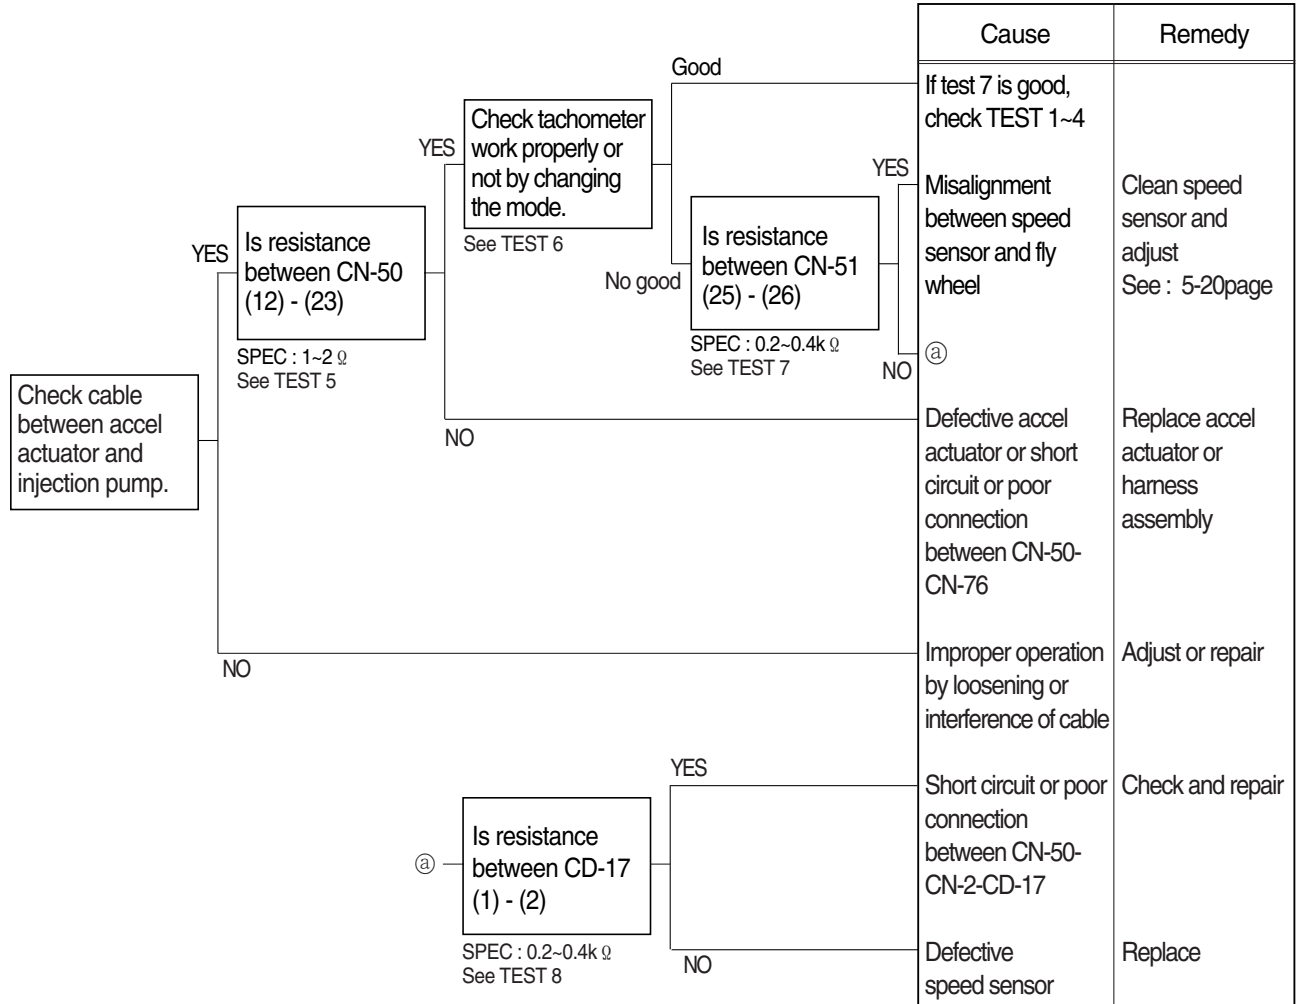 Cause
Remedy
Good
If test 7 is good,
check TEST 1~4
YES
Check tachometer
work properly or
not by changing
the mode.
See TEST 6
YES
Misalignment
between speed
sensor and fly
wheel
Clean speed
sensor and
adjust
See : 5-20page
No good
Is resistance
between CN-51
(25) - (26)
SPEC : 0.2~0.4k Ω
See TEST 7
NO
ⓐ
YES
Is resistance
between CN-50
(12) - (23)
SPEC : 1~2 Ω
See TEST 5
Check cable
between accel
actuator and
injection pump.
NO
Defective accel
actuator or short
circuit or poor
connection
between CN-50-
CN-76
Replace accel
actuator or
harness
assembly
NO
Improper operation
by loosening or
interference of cable
Adjust or repair
ⓐ
Is resistance
between CD-17
(1) - (2)
SPEC : 0.2~0.4k Ω
See TEST 8
YES
Short circuit or poor
connection
between CN-50-
CN-2-CD-17
Check and repair
NO
Defective
speed sensor
Replace